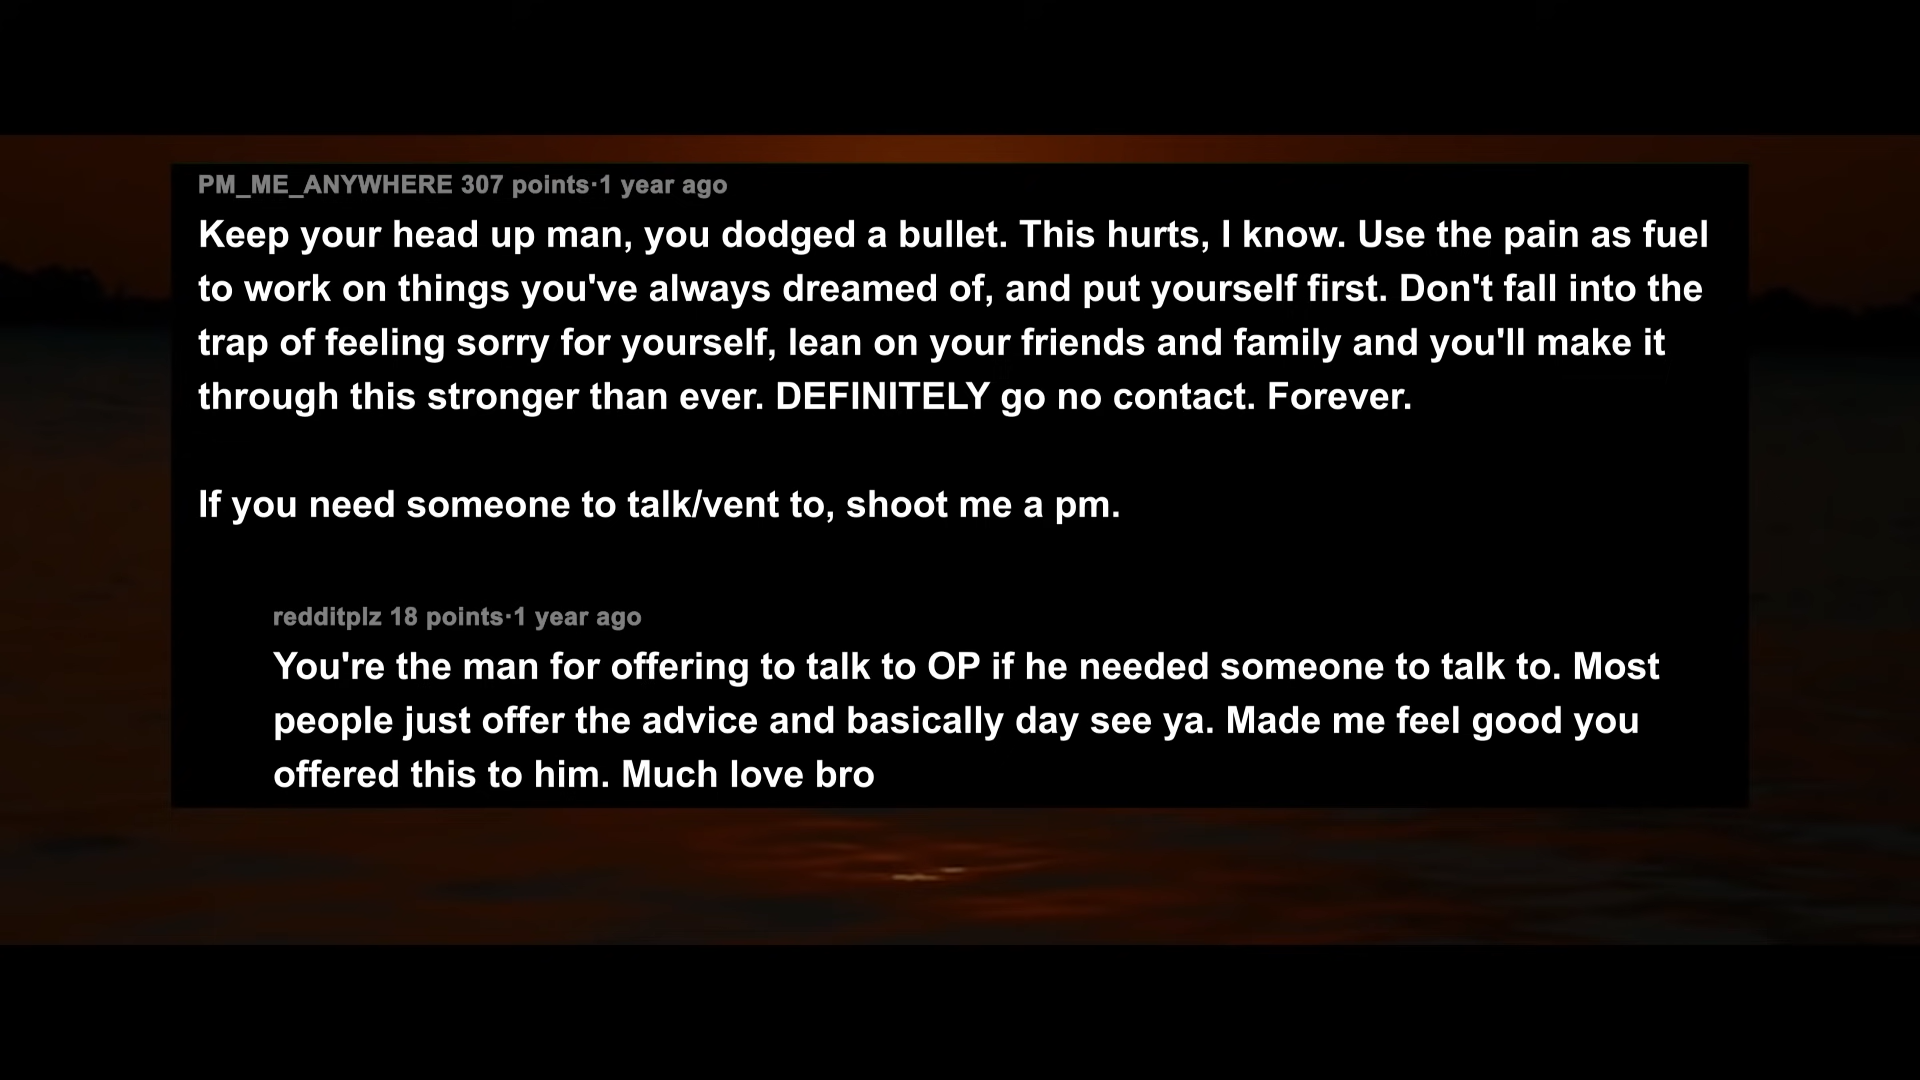 PM_ME_ANYWHERE 307 points·1 year ago
Keep your head up man, you dodged a bullet. This hurts, I know. Use the pain as fuel
to work on things you've always dreamed of, and put yourself first. Don't fall into the
trap of feeling sorry for yourself, lean on your friends and family and you'll make it
through this stronger than ever. DEFINITELY go no contact. Forever.
If you need someone to talk/vent to, shoot me a pm.
redditplz 18 points·1 year ago
You're the man for offering to talk to OP if he needed someone to talk to. Most
people just offer the advice and basically day see ya. Made me feel good you
offered this to him. Much love bro